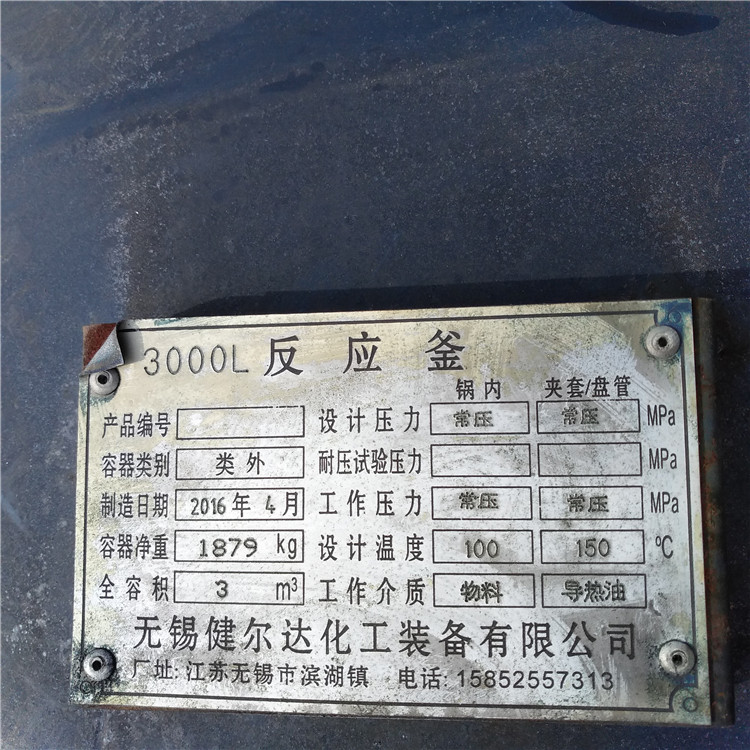 3000L 反应釜
锅内 夹套/盘管
产品编号 设计压力 常压 常压 MPa
容器类别 类外 耐压试验压力 MPa
制造日期 2016年4月 工作压力 常压 常压 MPa
容器净重 1879 kg 设计温度 100 150 ℃
全容积 3 m³ 工作介质 物料 导热油
无锡健尔达化工装备有限公司
厂址: 江苏无锡市滨湖镇 电话: 15852557313